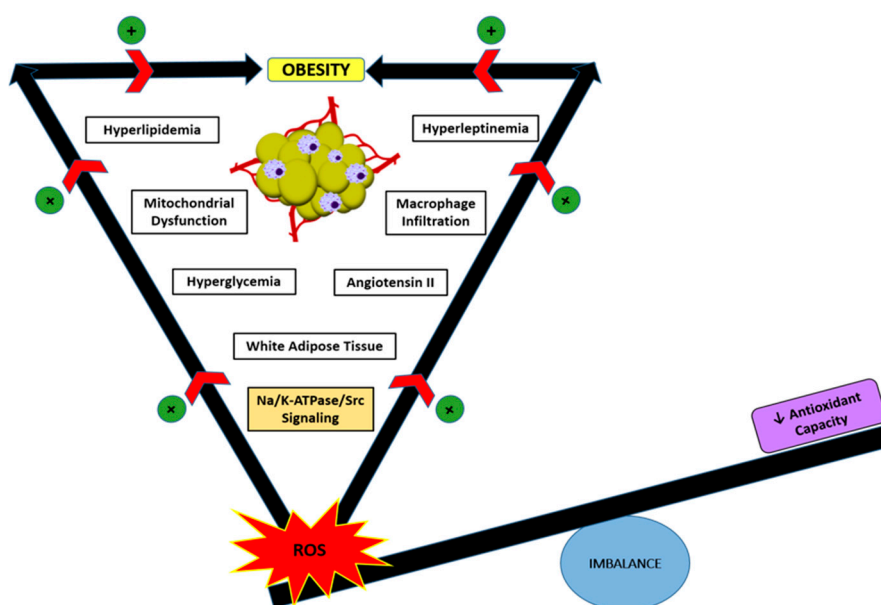 + +
OBESITY
Hyperlipidemia
Hyperleptinemia
+ +
Mitochondrial
Dysfunction
Macrophage
Infiltration
Hyperglycemia
Angiotensin II
White Adipose Tissue
Na/K-ATPase/Src
Signaling
+ +
↓ Antioxidant
Capacity
ROS
IMBALANCE